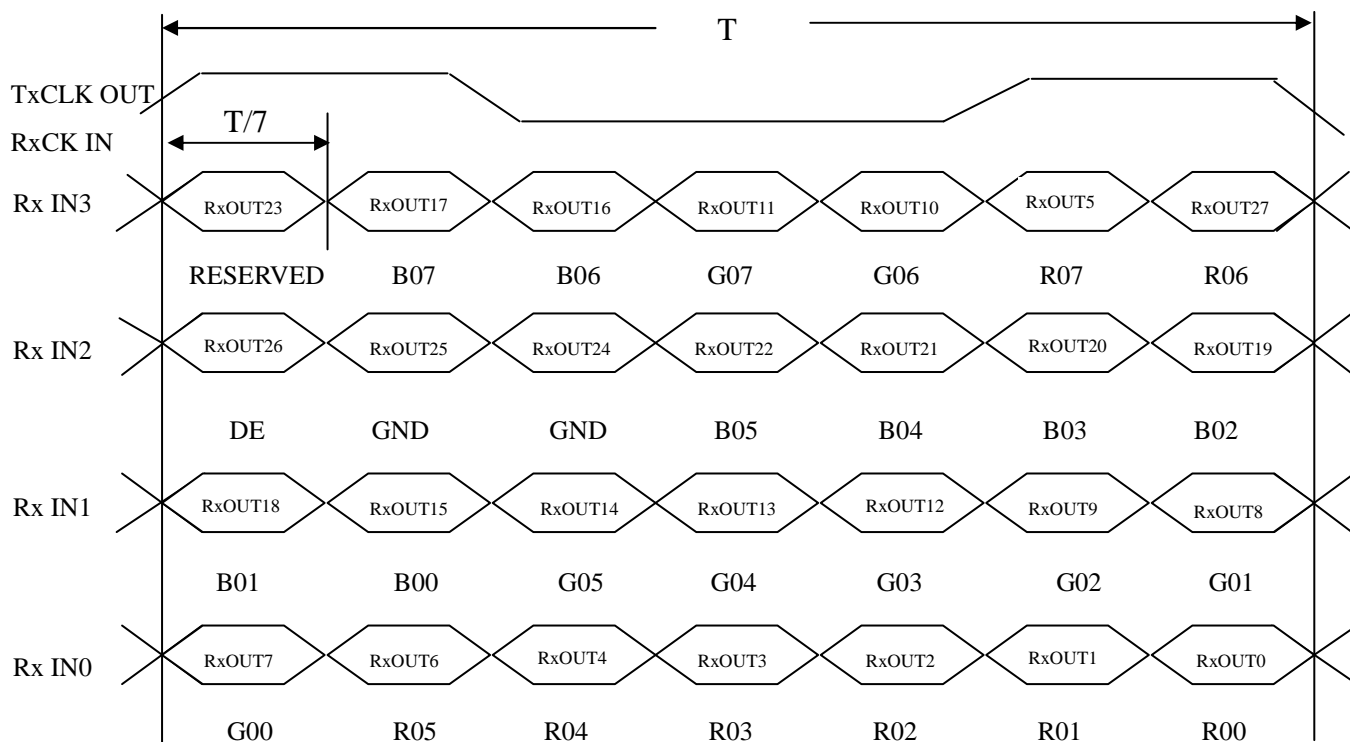 T
TxCLK OUT
T/7
RxCK IN
Rx IN3 RxOUT23 RxOUT17 RxOUT16 RxOUT11 RxOUT10 RxOUT5 RxOUT27
RESERVED B07 B06 G07 G06 R07 R06
Rx IN2 RxOUT26 RxOUT25 RxOUT24 RxOUT22 RxOUT21 RxOUT20 RxOUT19
DE GND GND B05 B04 B03 B02
Rx IN1 RxOUT18 RxOUT15 RxOUT14 RxOUT13 RxOUT12 RxOUT9 RxOUT8
B01 B00 G05 G04 G03 G02 G01
Rx IN0 RxOUT7 RxOUT6 RxOUT4 RxOUT3 RxOUT2 RxOUT1 RxOUT0
G00 R05 R04 R03 R02 R01 R00